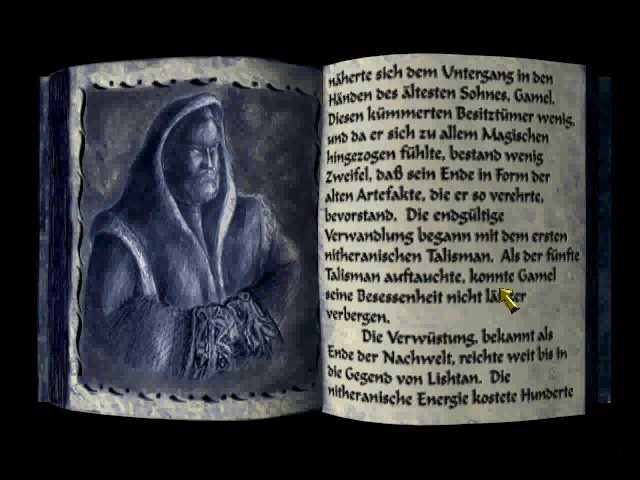 näherte sich dem Untergang in den
Händen des ältesten Sohnes, Gamel.
Diesen kümmerten Besitztümer wenig,
und da er sich zu allem Magischen
hingezogen fühlte, bestand wenig
Zweifel, daß sein Ende in Form der
alten Artefakte, die er so verehrte,
bevorstand. Die endgültige
Verwandlung begann mit dem ersten
nitheranischen Talisman. Als der fünfte
Talisman auftauchte, konnte Gamel
seine Besessenheit nicht
verbergen.
Die Verwüstung, bekannt als
Ende der Nachwelt, reichte weit bis in
die Gegend von Lishtan. Die
nitheranische Energie kostete Hunderte